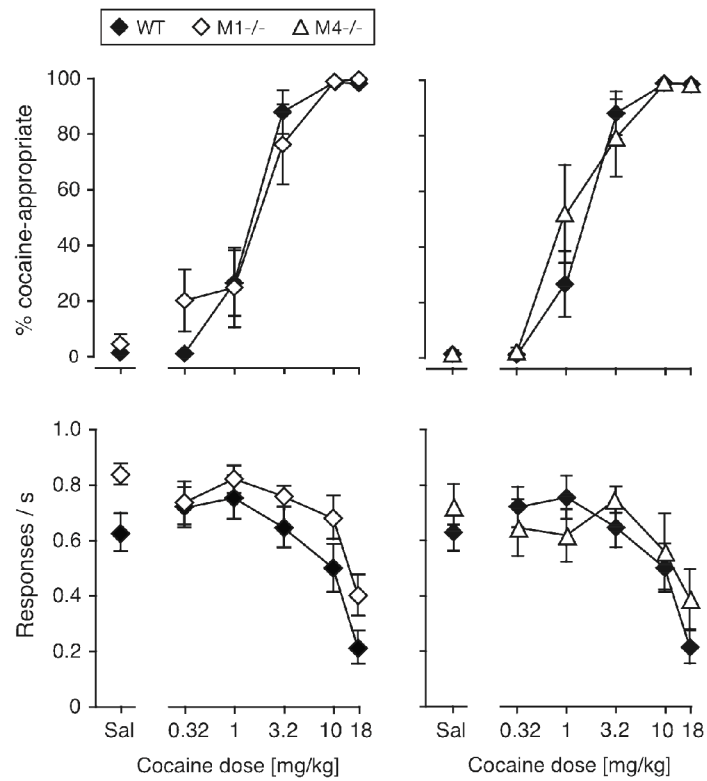 WT M1-/- M4-/-
% cocaine-appropriate
100
80
60
40
20
0
Responses / s
1.0
0.8
0.6
0.4
0.2
0
Sal 0.32 1 3.2 10 18
Sal 0.32 1 3.2 10 18
Cocaine dose [mg/kg]
Cocaine dose [mg/kg]